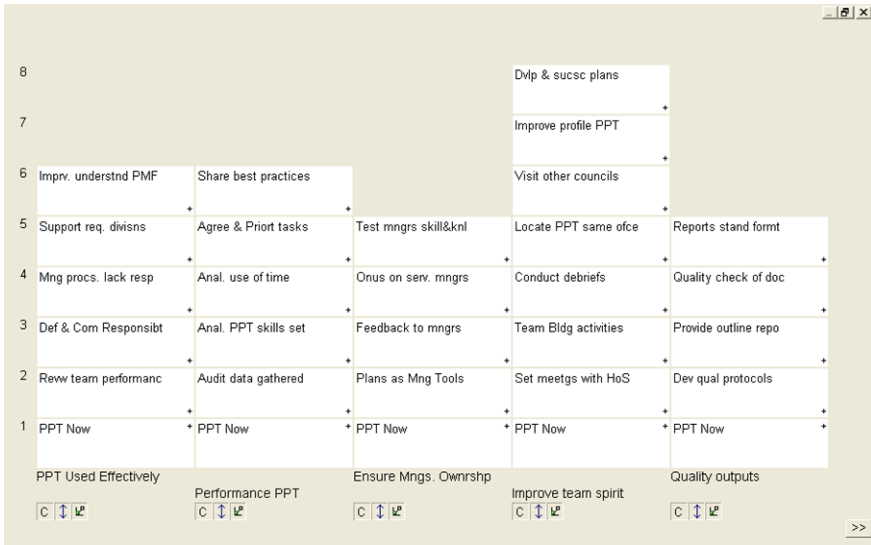 8 Dvlp & sucsc plans
7 Improve profile PPT
6 Imprv. understnd PMF Share best practices Visit other councils
5 Support req. divisns Agree & Priort tasks Test mngrs skill&knl Locate PPT same ofce Reports stand formt
4 Mng procs. lack resp Anal. use of time Onus on serv. mngrs Conduct debriefs Quality check of doc
3 Def & Com Responsibt Anal. PPT skills set Feedback to mngrs Team Bldg activities Provide outline repo
2 Revw team performanc Audit data gathered Plans as Mng Tools Set meetgs with HoS Dev qual protocols
1 PPT Now PPT Now PPT Now PPT Now PPT Now
PPT Used Effectively Ensure Mngs. Ownrshp Quality outputs
Performance PPT Improve team spirit
C C C C C
>>